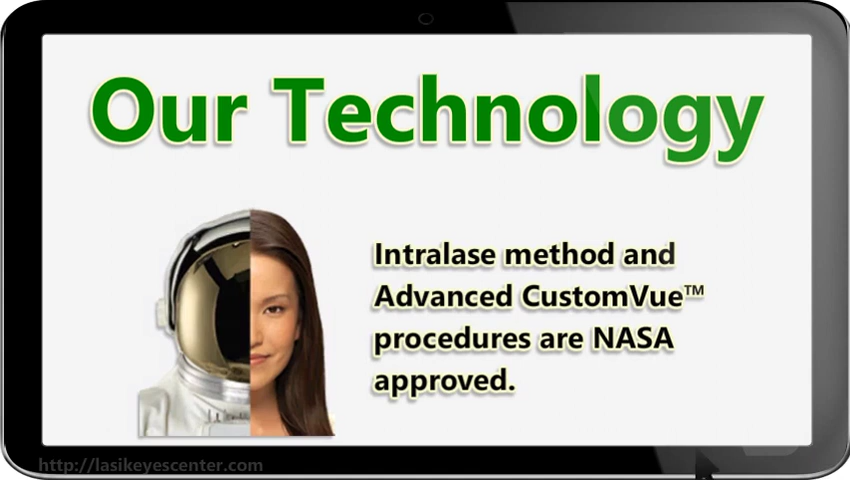 Our Technology
Intralase method and
Advanced CustomVue™
procedures are NASA
approved.
http://lasikeyescenter.com